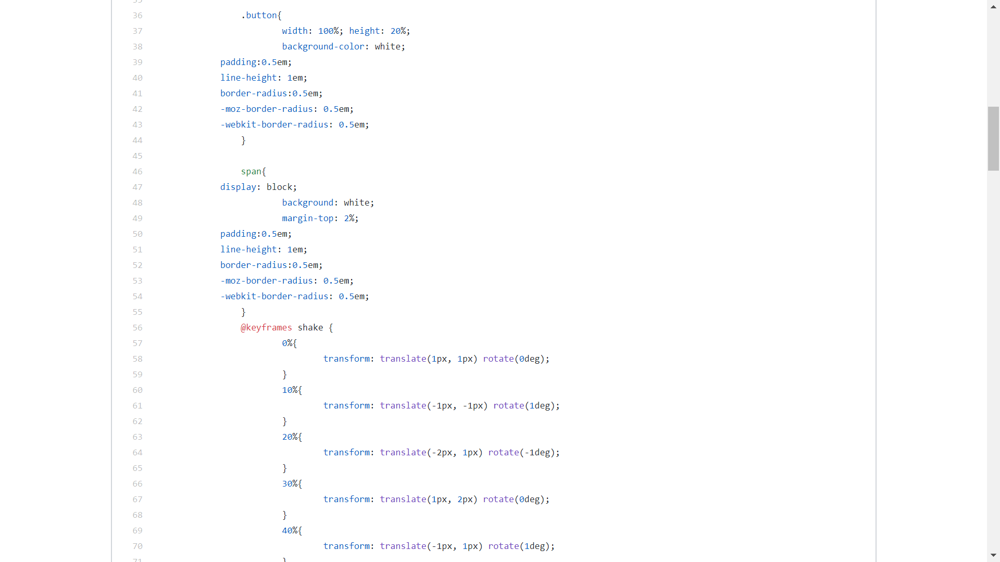 36 .button{
37 width: 100%; height: 20%;
38 background-color: white;
39 padding:0.5em;
40 line-height: 1em;
41 border-radius:0.5em;
42 -moz-border-radius: 0.5em;
43 -webkit-border-radius: 0.5em;
44 }
45
46 span{
47 display: block;
48 background: white;
49 margin-top: 2%;
50 padding:0.5em;
51 line-height: 1em;
52 border-radius:0.5em;
53 -moz-border-radius: 0.5em;
54 -webkit-border-radius: 0.5em;
55 }
56 @keyframes shake {
57 0%{
58 transform: translate(1px, 1px) rotate(0deg);
59 }
60 10%{
61 transform: translate(-1px, -1px) rotate(1deg);
62 }
63 20%{
64 transform: translate(-2px, 1px) rotate(-1deg);
65 }
66 30%{
67 transform: translate(1px, 2px) rotate(0deg);
68 }
69 40%{
70 transform: translate(-1px, 1px) rotate(1deg);
71 }